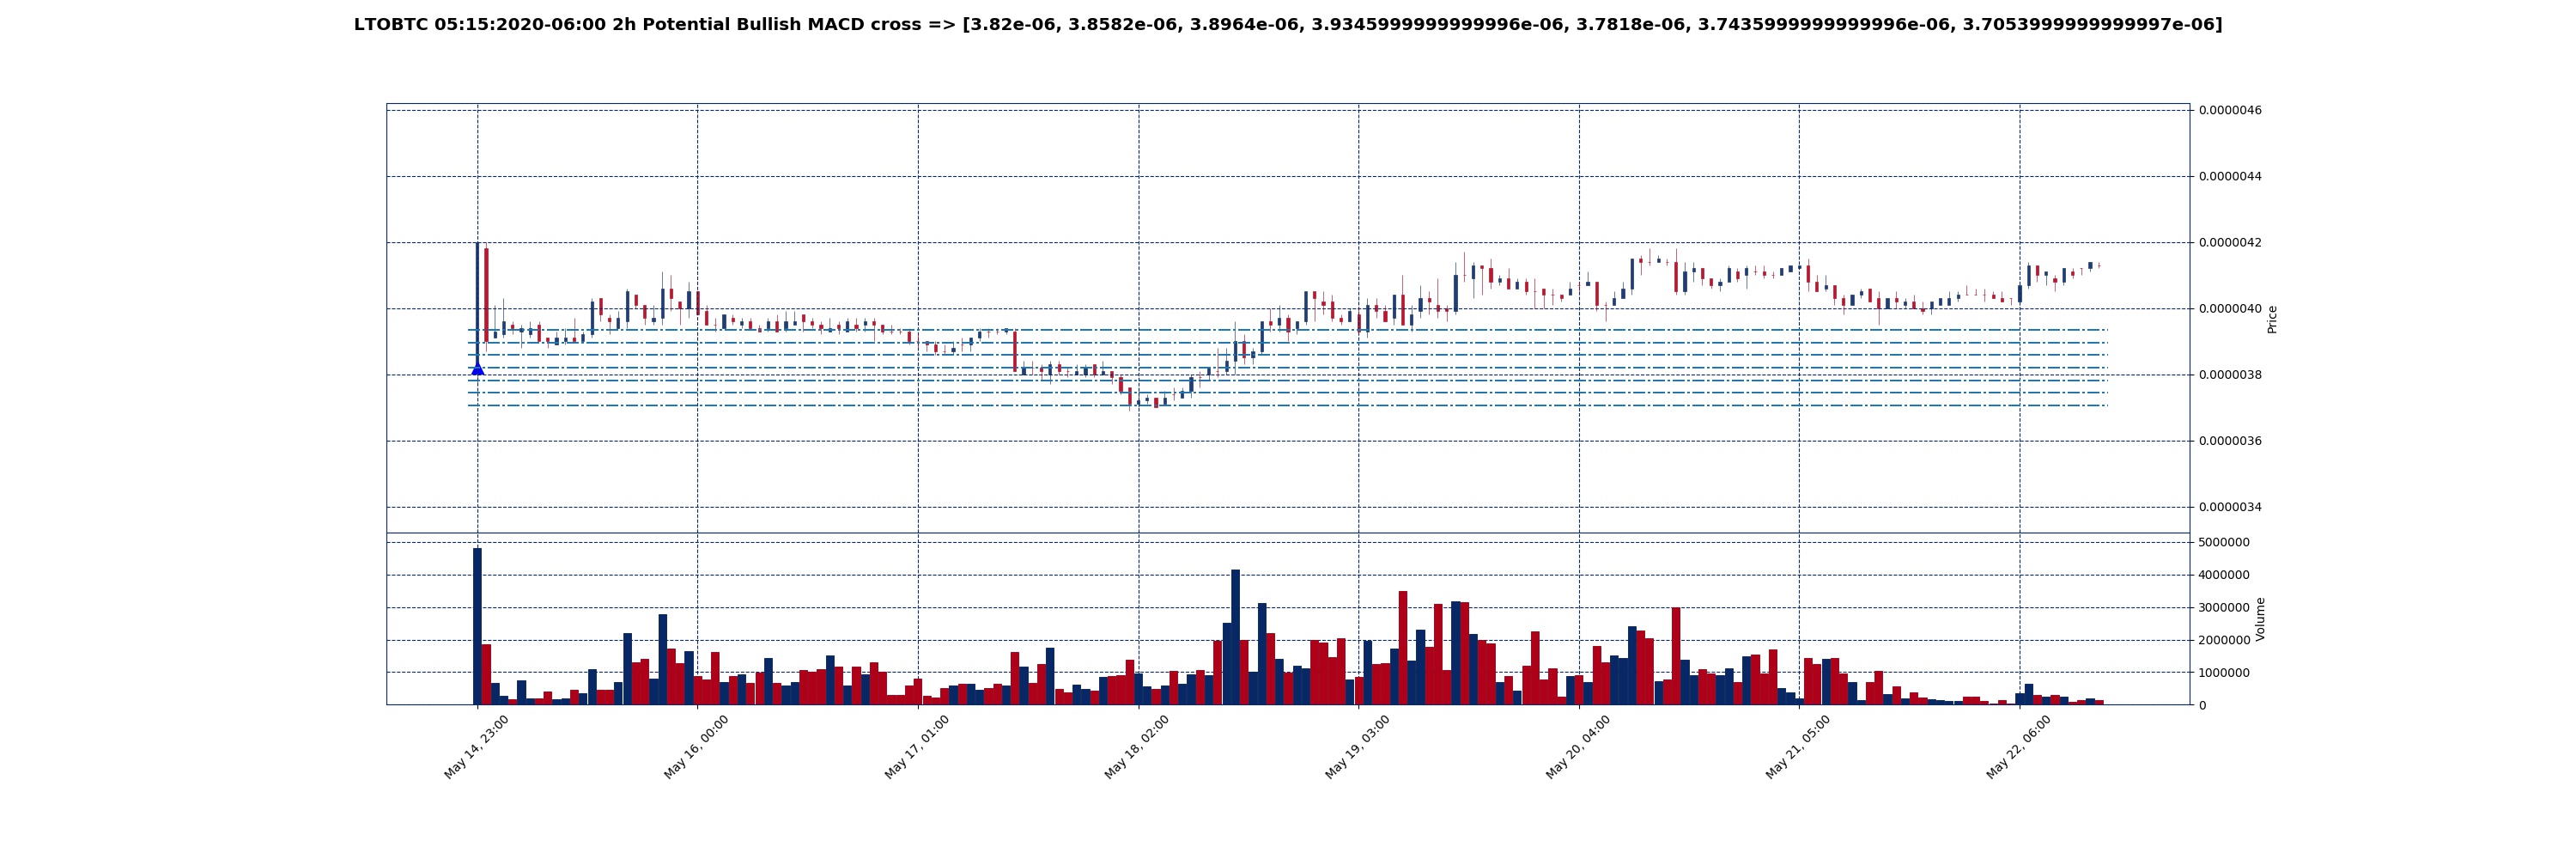 LTOBTC 05:15:2020-06:00 2h Potential Bullish MACD cross => [3.82e-06, 3.8582e-06, 3.8964e-06, 3.9345999999999996e-06, 3.7818e-06, 3.7435999999999996e-06, 3.7053999999999997e-06]
0.0000046
0.0000044
0.0000042
0.0000040
0.0000038
0.0000036
0.0000034
Price
5000000
4000000
3000000
2000000
1000000
0
Volume
May 14, 23:00
May 16, 00:00
May 17, 01:00
May 18, 02:00
May 19, 03:00
May 20, 04:00
May 21, 05:00
May 22, 06:00